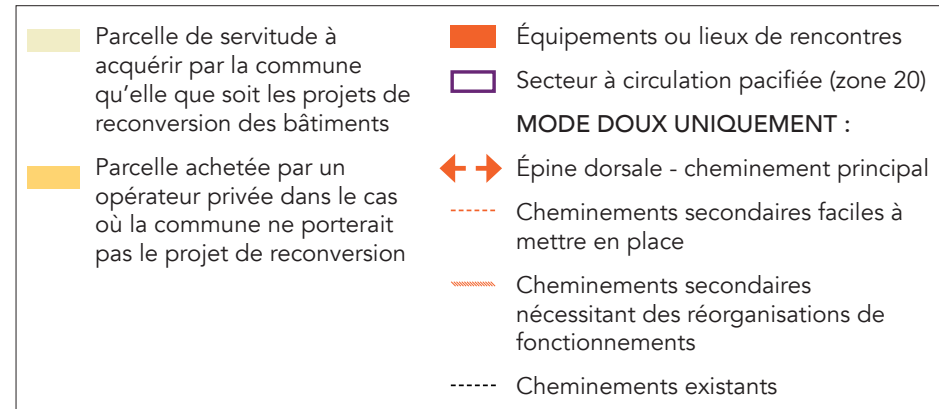 Parcelle de servitude à
acquérir par la commune
qu'elle que soit les projets de
reconversion des bâtiments
Parcelle achetée par un
opérateur privée dans le cas
où la commune ne porterait
pas le projet de reconversion
Équipements ou lieux de rencontres
Secteur à circulation pacifiée (zone 20)
MODE DOUX UNIQUEMENT :
Épine dorsale - cheminement principal
Cheminements secondaires faciles à
mettre en place
Cheminements secondaires
nécessitant des réorganisations de
fonctionnements
Cheminements existants